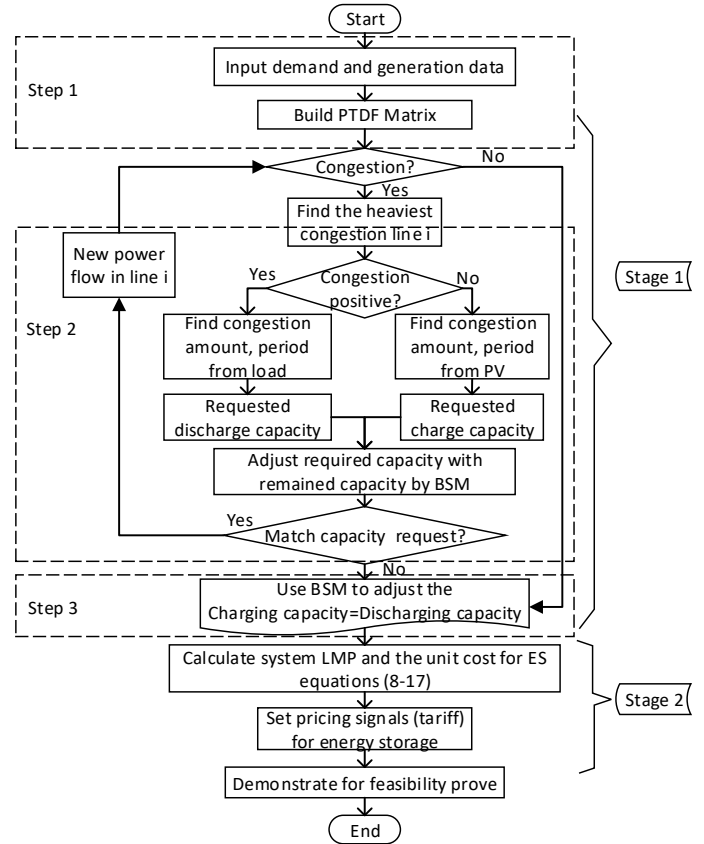 Start
Step 1
Input demand and generation data
Build PTDF Matrix
Congestion?
No
Yes
Find the heaviest
congestion line i
New power
flow in line i
Stage 1
Step 2
Yes
Congestion
positive?
No
Find congestion
amount, period
from load
Find congestion
amount, period
from PV
Requested
discharge capacity
Requested
charge capacity
Adjust required capacity with
remained capacity by BSM
Yes
Match capacity request?
No
Step 3
Use BSM to adjust the
Charging capacity=Discharging capacity
Calculate system LMP and the unit cost for ES
equations (8-17)
Stage 2
Set pricing signals (tariff)
for energy storage
Demonstrate for feasibility prove
End